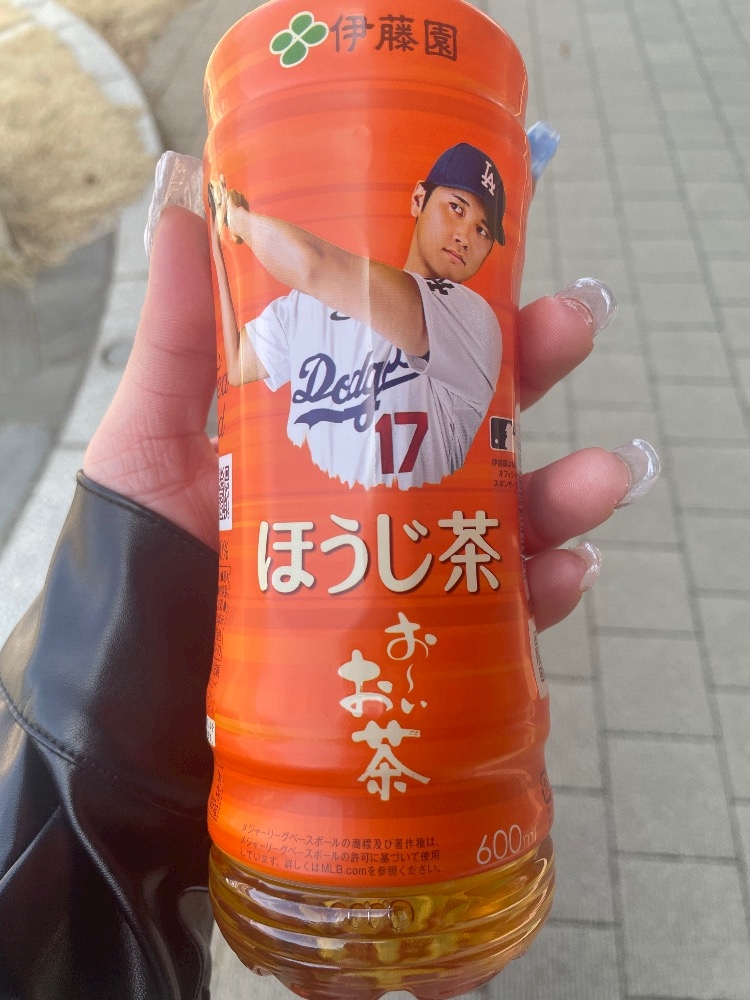 伊藤園
LA
Dodgers
17
ほうじ茶
お〜い
お茶
メジャーリーグベースボールの商標及び著作権は、
メジャーリーグベースボールの許可に基づいて使用
しています。詳しくはMLB.comを参照ください。
600ml